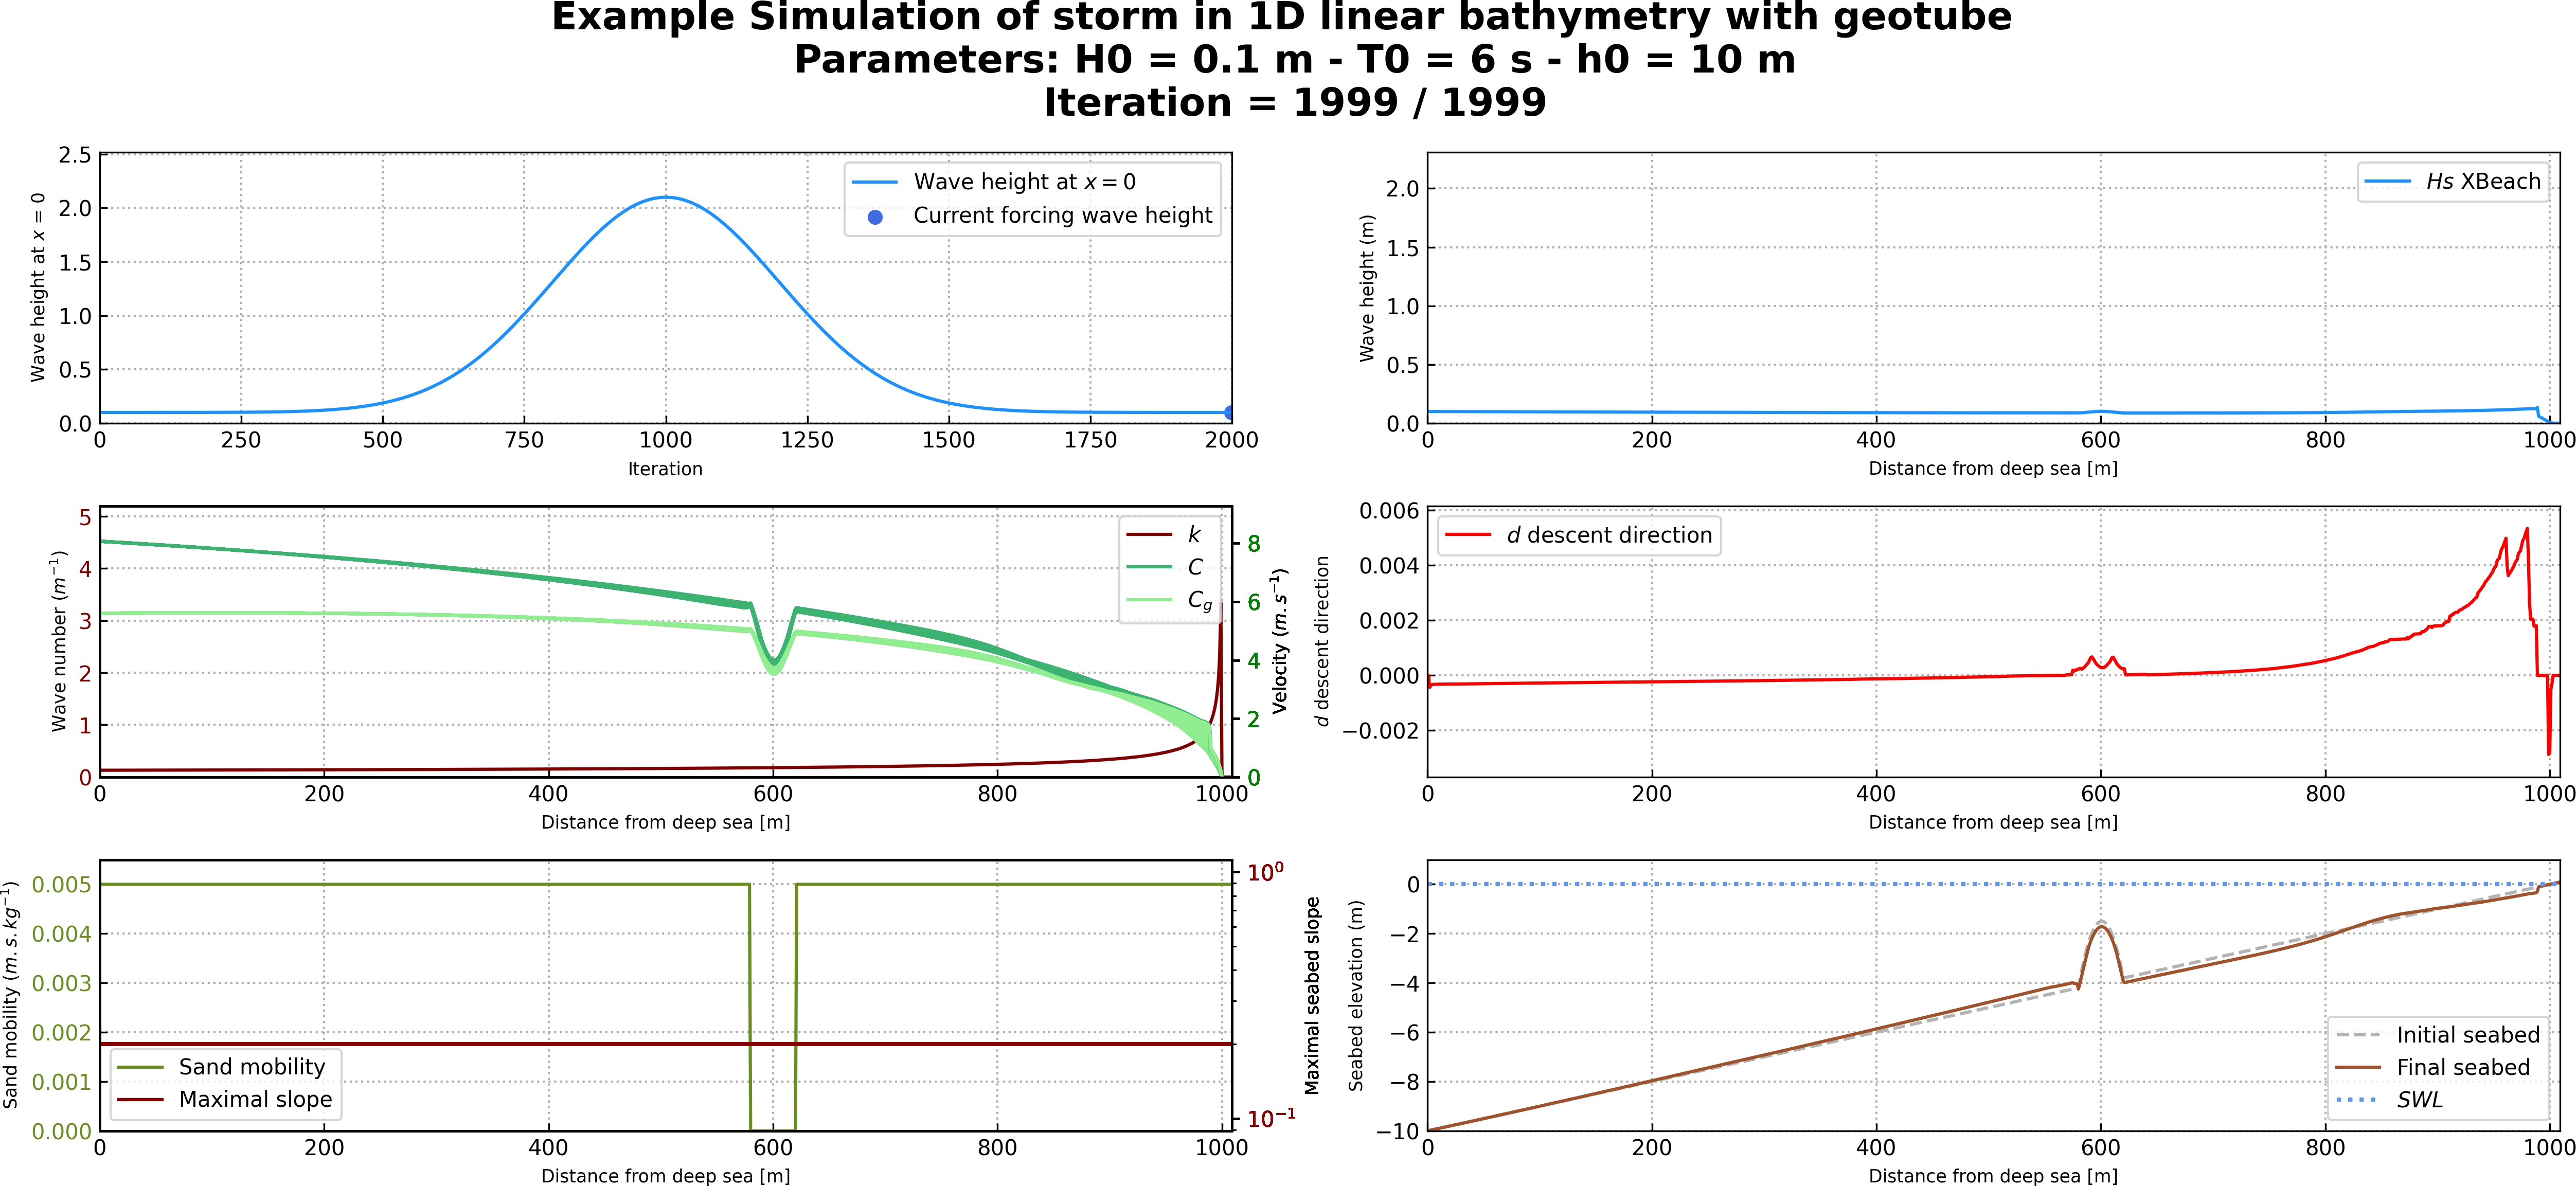 Example Simulation of storm in 1D linear bathymetry with geotube
Parameters: H0 = 0.1 m - T0 = 6 s - h0 = 10 m
Iteration = 1999 / 1999
Wave height at x = 0
2.5
2.0
1.5
1.0
0.5
0.0
Wave height at x = 0
Current forcing wave height
0 250 500 750 1000 1250 1500 1750 2000
Iteration
Wave height (m)
2.0
1.5
1.0
0.5
0.0
Hs XBeach
0 200 400 600 800 1000
Distance from deep sea [m]
Wave number (m⁻¹)
5
4
3
2
1
0
k
C
C_g
8
6
4
2
0
Velocity (m.s⁻¹)
0 200 400 600 800 1000
Distance from deep sea [m]
d descent direction
0.006
0.004
0.002
0.000
−0.002
d descent direction
0 200 400 600 800 1000
Distance from deep sea [m]
Sand mobility (m.s.kg⁻¹)
0.005
0.004
0.003
0.002
0.001
0.000
Sand mobility
Maximal slope
10⁰
10⁻¹
Maximal seabed slope
0 200 400 600 800 1000
Distance from deep sea [m]
Seabed elevation (m)
0
−2
−4
−6
−8
−10
Initial seabed
Final seabed
SWL
0 200 400 600 800 1000
Distance from deep sea [m]